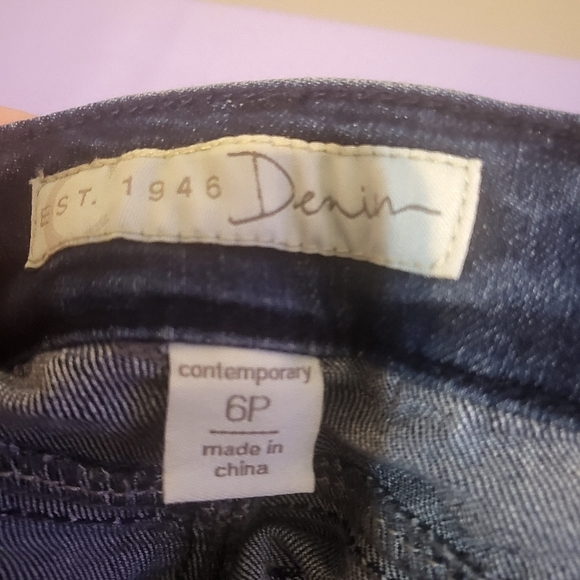 EST. 1946 Denim
contemporary
6P
made in
china